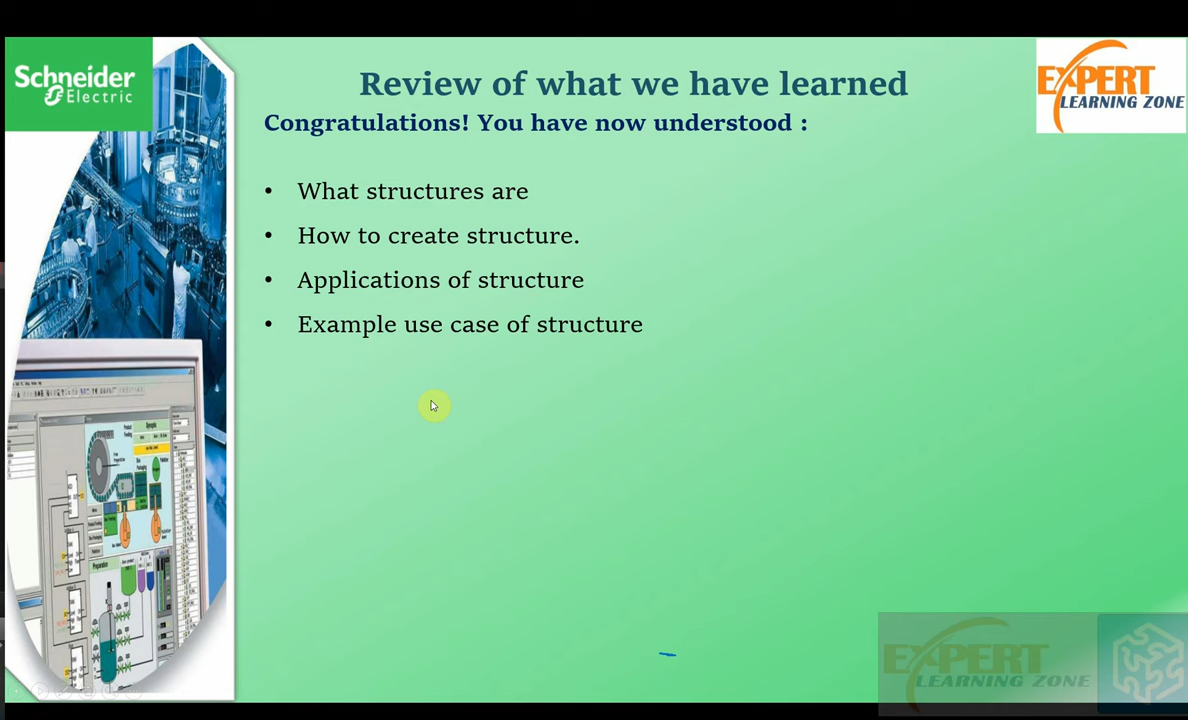 Schneider
Electric
EXPERT
LEARNING ZONE
Review of what we have learned
Congratulations! You have now understood :
• What structures are
• How to create structure.
• Applications of structure
• Example use case of structure
Preparation
EXPERT
LEARNING ZONE